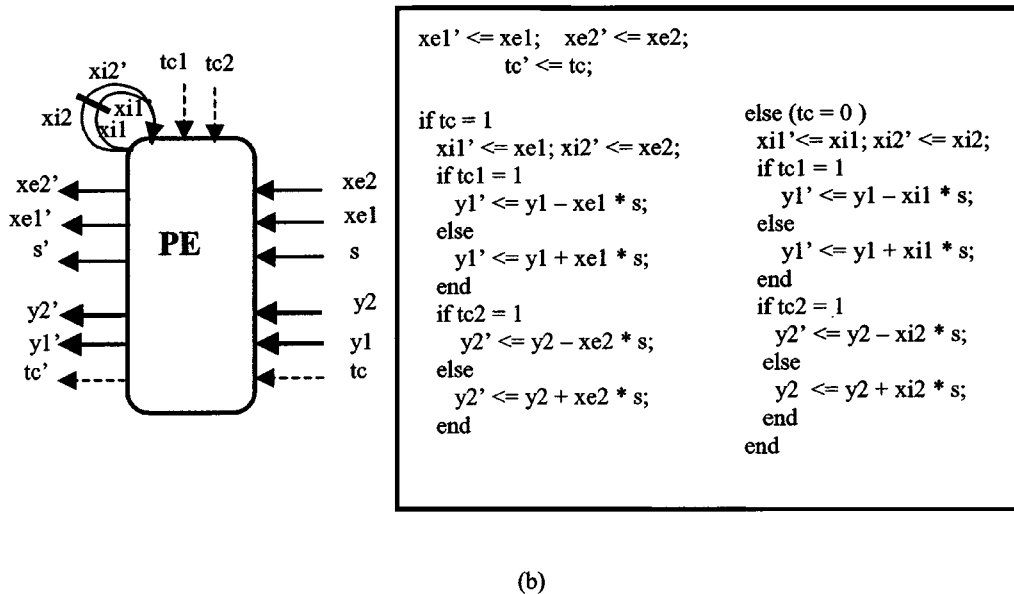 xi2'
tc1
tc2
xi1'
xi2
xi1
xe2'
xe2
xe1'
xe1
PE
s'
s
y2'
y2
y1'
y1
tc'
tc
xe1' <= xe1; xe2' <= xe2;
tc' <= tc;
if tc = 1
xi1' <= xe1; xi2' <= xe2;
if tc1 = 1
y1' <= y1 – xe1 * s;
else
y1' <= y1 + xe1 * s;
end
if tc2 = 1
y2' <= y2 – xe2 * s;
else
y2' <= y2 + xe2 * s;
end
else (tc = 0 )
xi1'<= xi1; xi2' <= xi2;
if tc1 = 1
y1' <= y1 – xi1 * s;
else
y1' <= y1 + xi1 * s;
end
if tc2 = 1
y2' <= y2 – xi2 * s;
else
y2 <= y2 + xi2 * s;
end
end
(b)